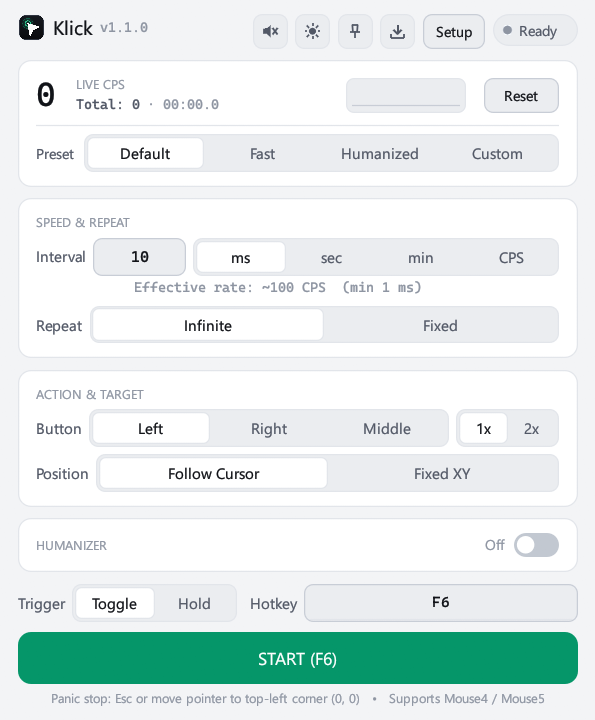 Klick v1.1.0 Setup Ready
0 LIVE CPS
Total: 0 · 00:00.0 Reset
Preset Default Fast Humanized Custom
SPEED & REPEAT
Interval 10 ms sec min CPS
Effective rate: ~100 CPS (min 1 ms)
Repeat Infinite Fixed
ACTION & TARGET
Button Left Right Middle 1x 2x
Position Follow Cursor Fixed XY
HUMANIZER Off
Trigger Toggle Hold Hotkey F6
START (F6)
Panic stop: Esc or move pointer to top-left corner (0, 0) • Supports Mouse4 / Mouse5